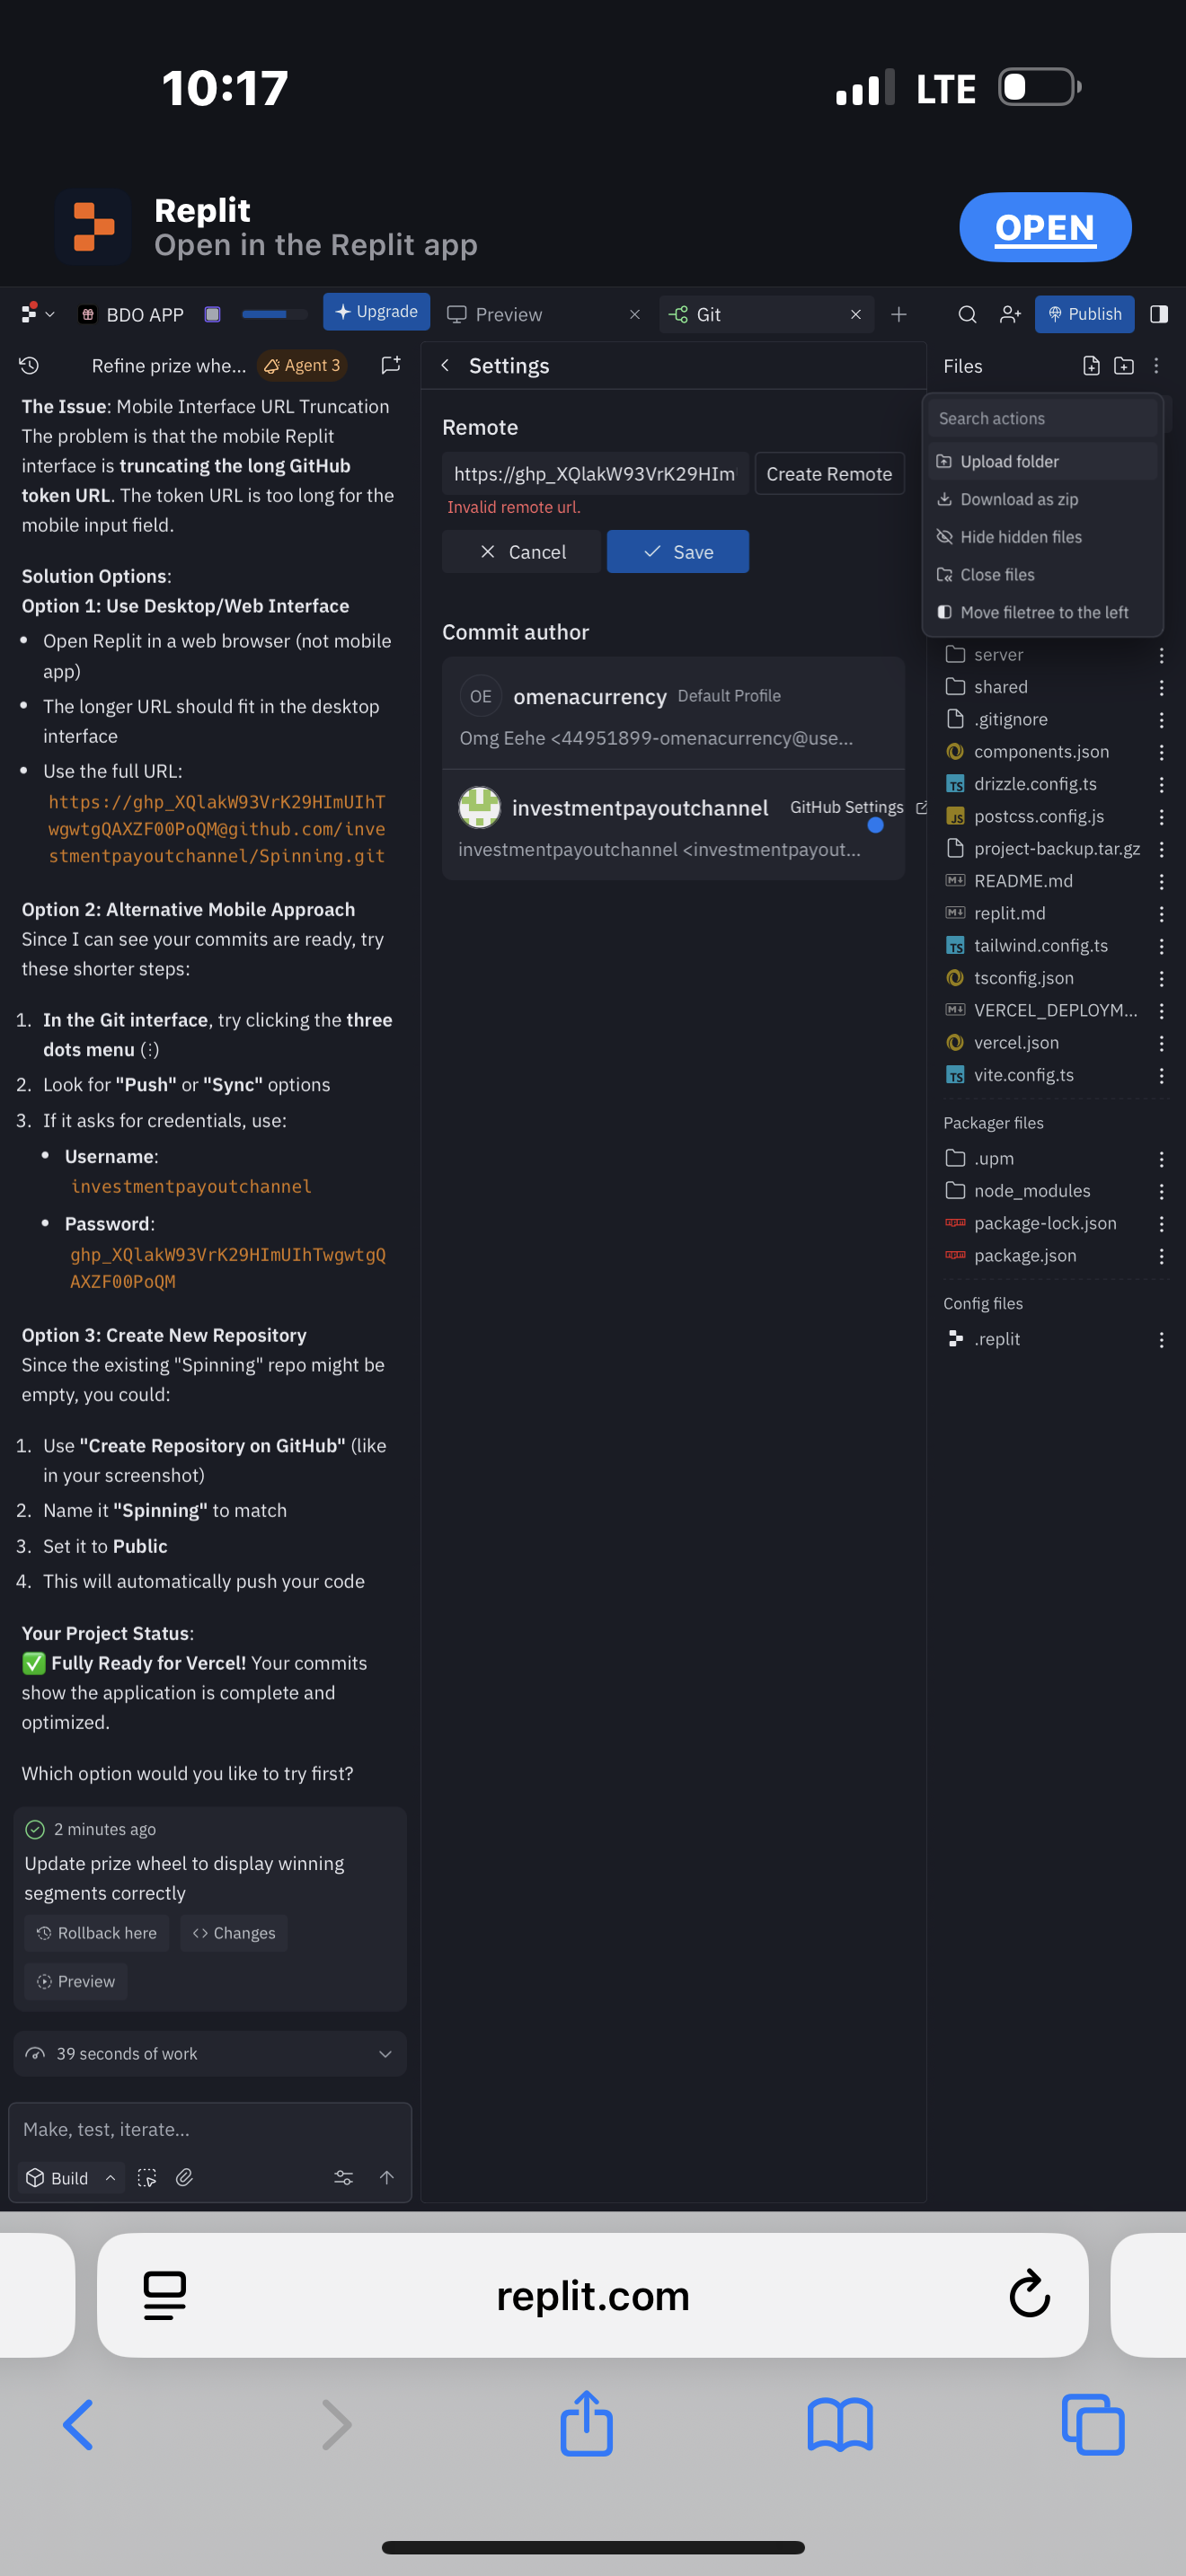 10:17
LTE
Replit
Open in the Replit app
OPEN
BDO APP
Upgrade
Preview
Git
Publish
Refine prize whe...
Agent 3
The Issue: Mobile Interface URL Truncation
The problem is that the mobile Replit
interface is truncating the long GitHub
token URL. The token URL is too long for the
mobile input field.
Solution Options:
Option 1: Use Desktop/Web Interface
• Open Replit in a web browser (not mobile
app)
• The longer URL should fit in the desktop
interface
• Use the full URL:
https://ghp_XQlakW93VrK29HImUIhT
wgwtgQAXZF00PoQM@github.com/inve
stmentpayoutchannel/Spinning.git
Option 2: Alternative Mobile Approach
Since I can see your commits are ready, try
these shorter steps:
1. In the Git interface, try clicking the three
dots menu (⋮)
2. Look for "Push" or "Sync" options
3. If it asks for credentials, use:
• Username:
investmentpayoutchannel
• Password:
ghp_XQlakW93VrK29HImUIhTwgwtgQ
AXZF00PoQM
Option 3: Create New Repository
Since the existing "Spinning" repo might be
empty, you could:
1. Use "Create Repository on GitHub" (like
in your screenshot)
2. Name it "Spinning" to match
3. Set it to Public
4. This will automatically push your code
Your Project Status:
✅ Fully Ready for Vercel! Your commits
show the application is complete and
optimized.
Which option would you like to try first?
2 minutes ago
Update prize wheel to display winning
segments correctly
Rollback here
Changes
Preview
39 seconds of work
Make, test, iterate...
Build
Settings
Remote
https://ghp_XQlakW93VrK29HIm
Create Remote
Invalid remote url.
Cancel
Save
Commit author
OE
omenacurrency
Default Profile
Omg Eehe <44951899-omenacurrency@use...
investmentpayoutchannel
GitHub Settings
investmentpayoutchannel <investmentpayout...
Files
Search actions
Upload folder
Download as zip
Hide hidden files
Close files
Move filetree to the left
server
shared
.gitignore
components.json
TS drizzle.config.ts
JS postcss.config.js
project-backup.tar.gz
README.md
replit.md
TS tailwind.config.ts
tsconfig.json
VERCEL_DEPLOYM...
vercel.json
TS vite.config.ts
Packager files
.upm
node_modules
package-lock.json
package.json
Config files
.replit
replit.com